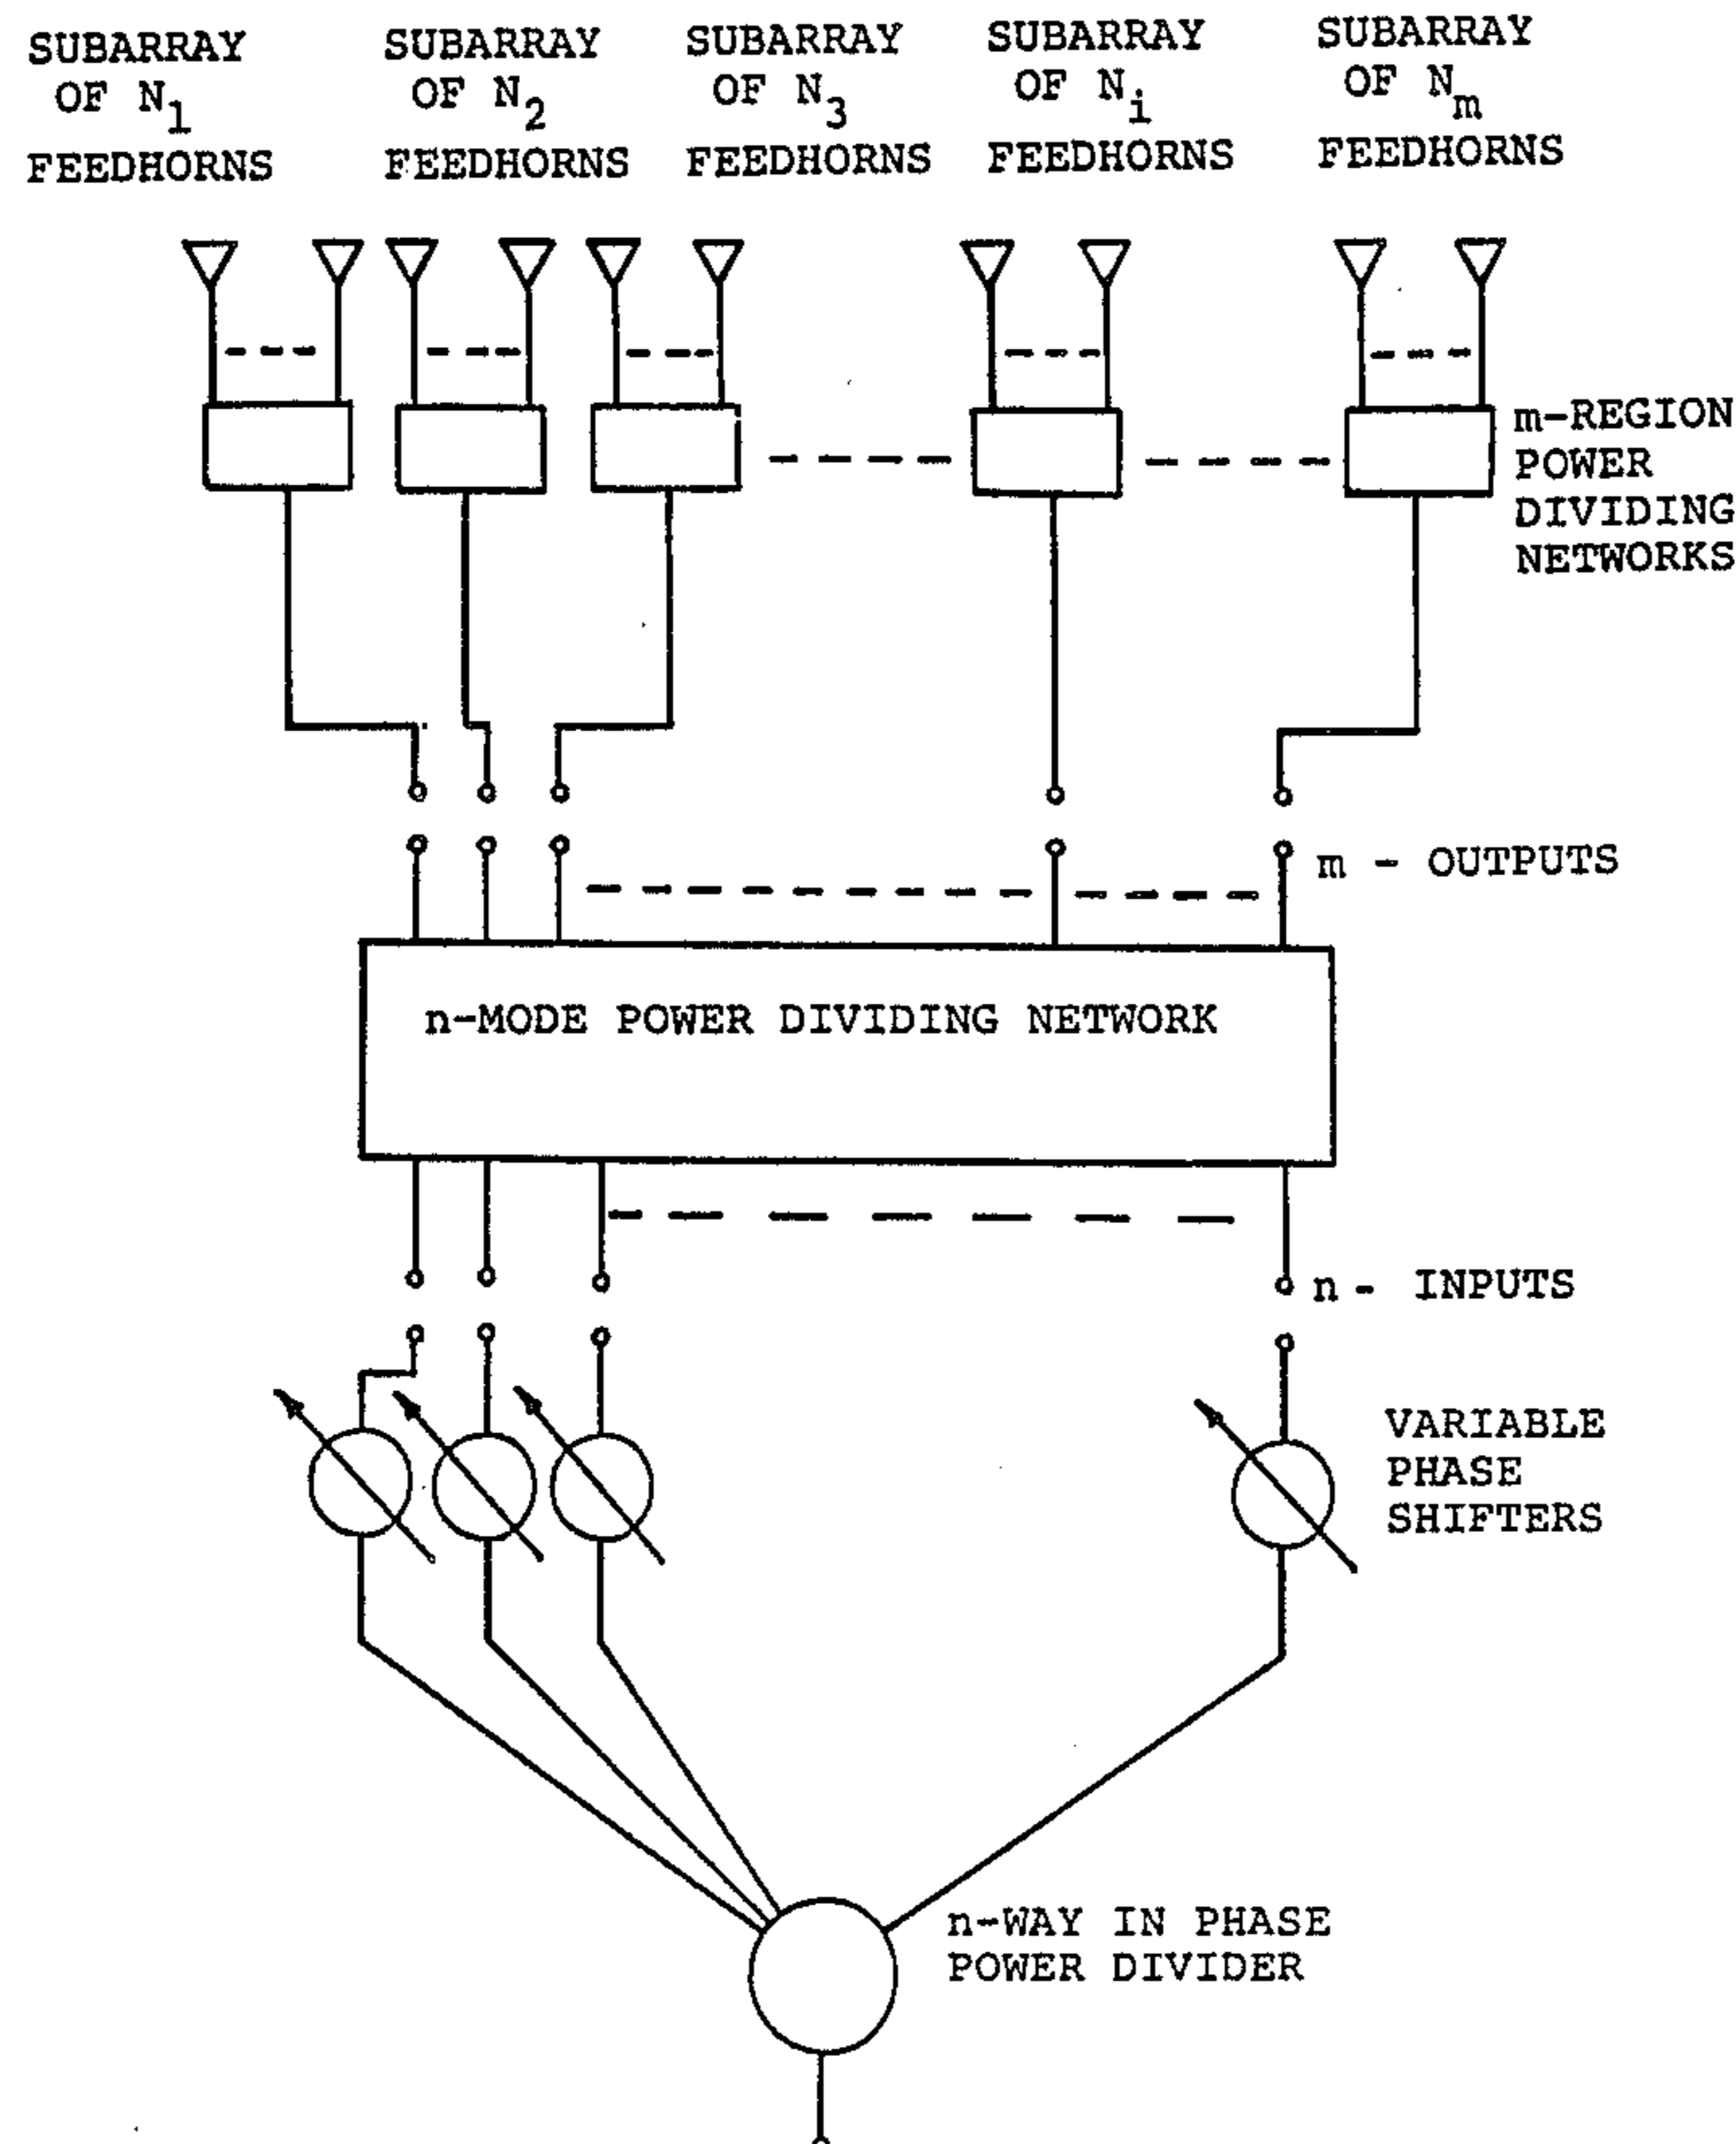 SUBARRAY
OF N1
FEEDHORNS
SUBARRAY
OF N2
FEEDHORNS
SUBARRAY
OF N3
FEEDHORNS
SUBARRAY
OF Ni
FEEDHORNS
SUBARRAY
OF Nm
FEEDHORNS
m-REGION
POWER
DIVIDING
NETWORKS
m - OUTPUTS
n-MODE POWER DIVIDING NETWORK
n - INPUTS
VARIABLE
PHASE
SHIFTERS
n-WAY IN PHASE
POWER DIVIDER